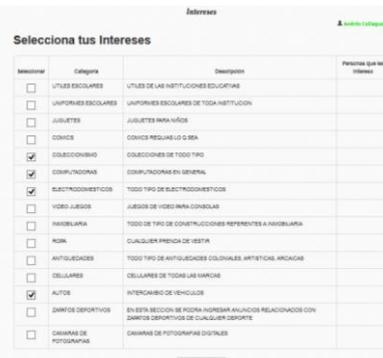 Intereses
Andrés Collaguazo
Selecciona tus Intereses
Seleccionar Categoría Descripción Personas que les
Interesa
UTILES ESCOLARES UTILES DE LAS INSTITUCIONES EDUCATIVAS
UNIFORMES ESCOLARES UNIFORMES ESCOLARES DE TODA INSTITUCION
JUGUETES JUGUETES PARA NIÑOS
COMICS COMICS REQUIAS LO Q SEA
COLECCIONISMO COLECCIONES DE TODO TIPO
COMPUTADORAS COMPUTADORAS EN GENERAL
ELECTRODOMESTICOS TODO TIPO DE ELECTRODOMESTICOS
VIDEO JUEGOS JUEGOS DE VIDEO PARA CONSOLAS
INMOBILIARIA TODO DE TIPO DE CONSTRUCCIONES REFERENTES A INMOBILIARIA
ROPA CUALQUIER PRENDA DE VESTIR
ANTIGUEDADES TODO TIPO DE ANTIGUEDADES COLONIALES, ARTISTICAS, ARCAICAS
CELULARES CELULARES DE TODAS LAS MARCAS
AUTOS INTERCAMBIO DE VEHICULOS
ZAPATOS DEPORTIVOS EN ESTA SECCION SE PODRA INGRESAR ANUNCIOS RELACIONADOS CON
ZAPATOS DEPORTIVOS DE CUALQUIER DEPORTE
CAMARAS DE
FOTOGRAFIAS CAMARAS DE FOTOGRAFIAS DIGITALES